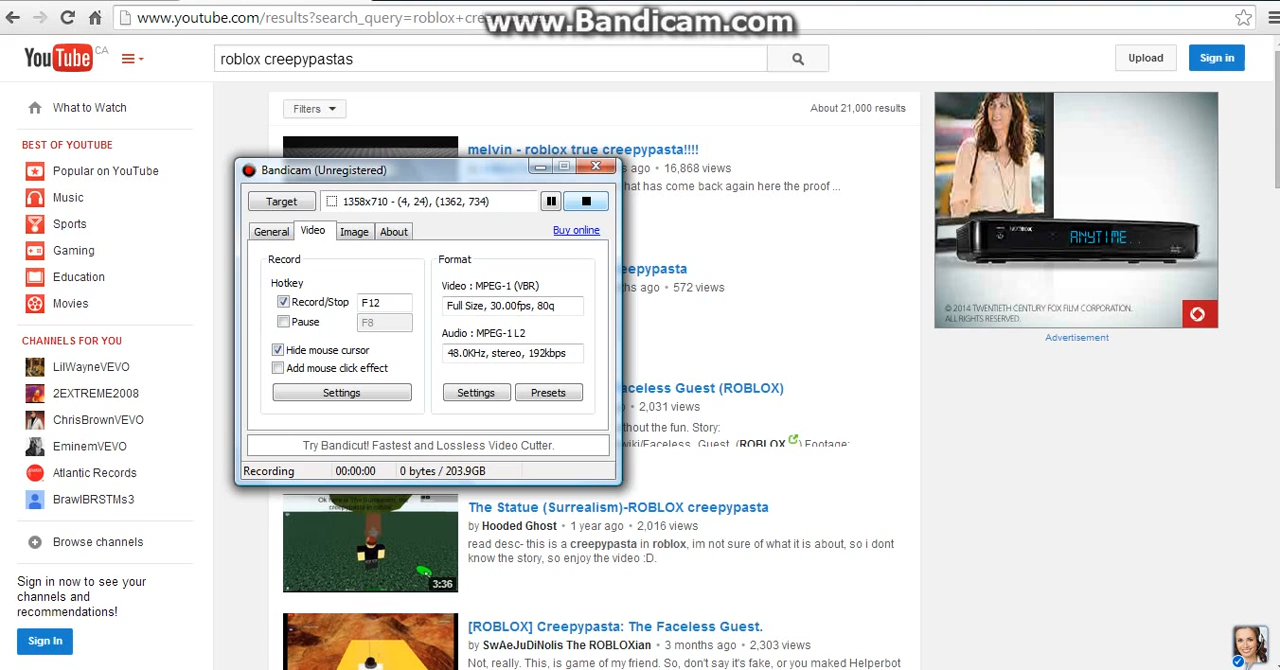 www.youtube.com/results?search_query=roblox+cre
www.Bandicam.com
YouTube CA
roblox creepypastas
Upload
Sign in
What to Watch
BEST OF YOUTUBE
Popular on YouTube
Music
Sports
Gaming
Education
Movies
CHANNELS FOR YOU
LilWayneVEVO
2EXTREME2008
ChrisBrownVEVO
EminemVEVO
Atlantic Records
BrawlBRSTMs3
Browse channels
Sign in now to see your
channels and
recommendations!
Sign In
Filters
About 21,000 results
melvin - roblox true creepypasta!!!!
ago • 16,868 views
that has come back again here the proof ...
Bandicam (Unregistered)
Target
1358x710 - (4, 24), (1362, 734)
General
Video
Image
About
Buy online
Record
Hotkey
Record/Stop
F12
Pause
F8
Hide mouse cursor
Add mouse click effect
Settings
Format
Video : MPEG-1 (VBR)
Full Size, 30.00fps, 80q
Audio : MPEG-1 L2
48.0KHz, stereo, 192kbps
Settings
Presets
Try Bandicut! Fastest and Lossless Video Cutter.
Recording
00:00:00
0 bytes / 203.9GB
eepypasta
hs ago • 572 views
aceless Guest (ROBLOX)
• 2,031 views
ithout the fun. Story:
wiki/Faceless_Guest_(ROBLOX) Footage:
3:36
The Statue (Surrealism)-ROBLOX creepypasta
by Hooded Ghost • 1 year ago • 2,016 views
read desc- this is a creepypasta in roblox, im not sure of what it is about, so i dont
know the story, so enjoy the video :D.
[ROBLOX] Creepypasta: The Faceless Guest.
by SwAeJuDiNolis The ROBLOXian • 3 months ago • 2,303 views
Not, really. This, is game of my friend. So, don't say it's fake, or you maked Helperbot
ANYTIME
© 2014 TWENTIETH CENTURY FOX FILM CORPORATION.
ALL RIGHTS RESERVED.
Advertisement